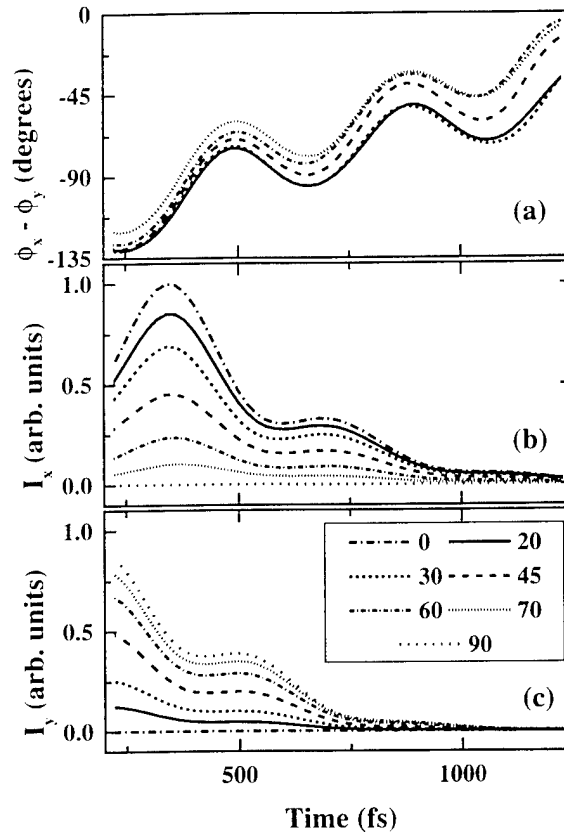 0
-45
-90
-135
ϕx - ϕy (degrees)
(a)
1.0
0.5
0.0
Ix (arb. units)
(b)
1.0
0.5
0.0
Iy (arb. units)
0 20
30 45
60 70
90
(c)
500 1000
Time (fs)